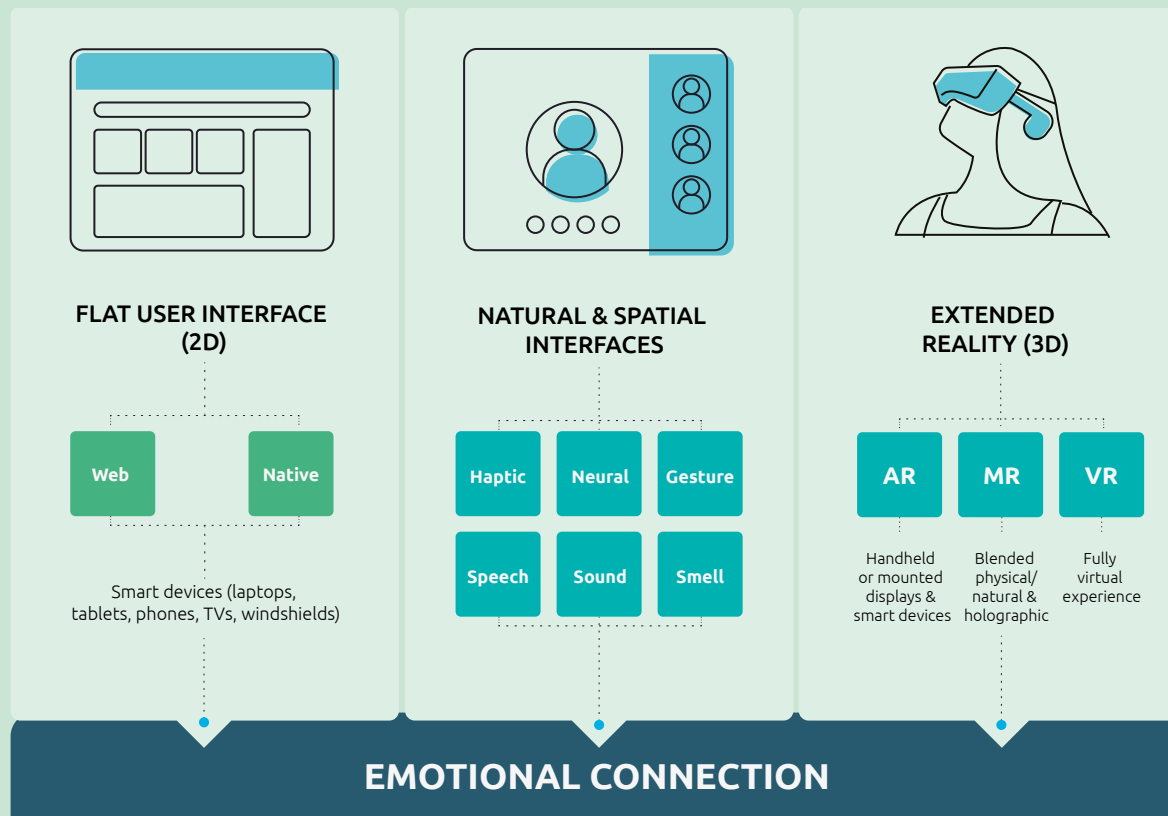 FLAT USER INTERFACE
(2D)
Web
Native
Smart devices (laptops,
tablets, phones, TVs, windshields)
NATURAL & SPATIAL
INTERFACES
Haptic
Neural
Gesture
Speech
Sound
Smell
EXTENDED
REALITY (3D)
AR
MR
VR
Handheld
or mounted
displays &
smart devices
Blended
physical/
natural &
holographic
Fully
virtual
experience
EMOTIONAL CONNECTION